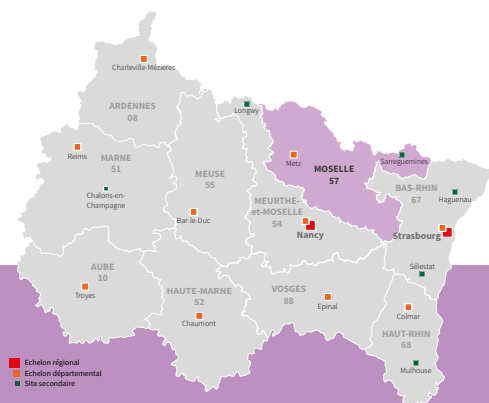 Charleville-Mézieres
ARDENNES
08
Longwy
Reims
MARNE
51
Metz
MOSELLE
57
Sarreguemines
MEUSE
55
BAS-RHIN
67
Chalons-en-
Champagne
Haguenau
MEURTHE-
et-MOSELLE
54
Bar-le-Duc
Nancy
Strasbourg
Sélestat
AUBE
10
HAUTE-MARNE
52
VOSGES
88
Troyes
Epinal
Chaumont
Colmar
HAUT-RHIN
68
Mulhouse
Echelon régional
Echelon départemental
Site secondaire